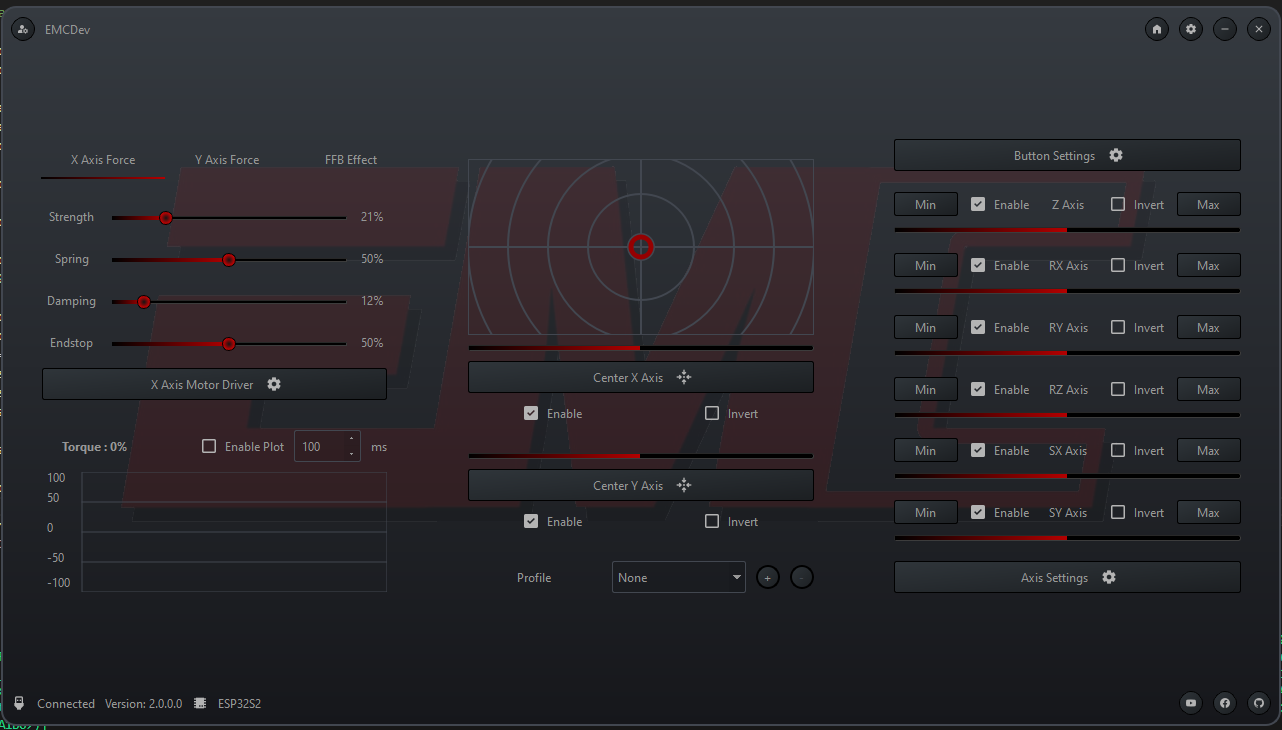 EMCDev
X Axis Force Y Axis Force FFB Effect
Strength 21%
Spring 50%
Damping 12%
Endstop 50%
X Axis Motor Driver
Torque : 0% Enable Plot 100 ms
100
50
0
-50
-100
EMC
Center X Axis
Enable Invert
Center Y Axis
Enable Invert
Profile None + -
Button Settings
Min Enable Z Axis Invert Max
Min Enable RX Axis Invert Max
Min Enable RY Axis Invert Max
Min Enable RZ Axis Invert Max
Min Enable SX Axis Invert Max
Min Enable SY Axis Invert Max
Axis Settings
Connected Version: 2.0.0.0 ESP32S2